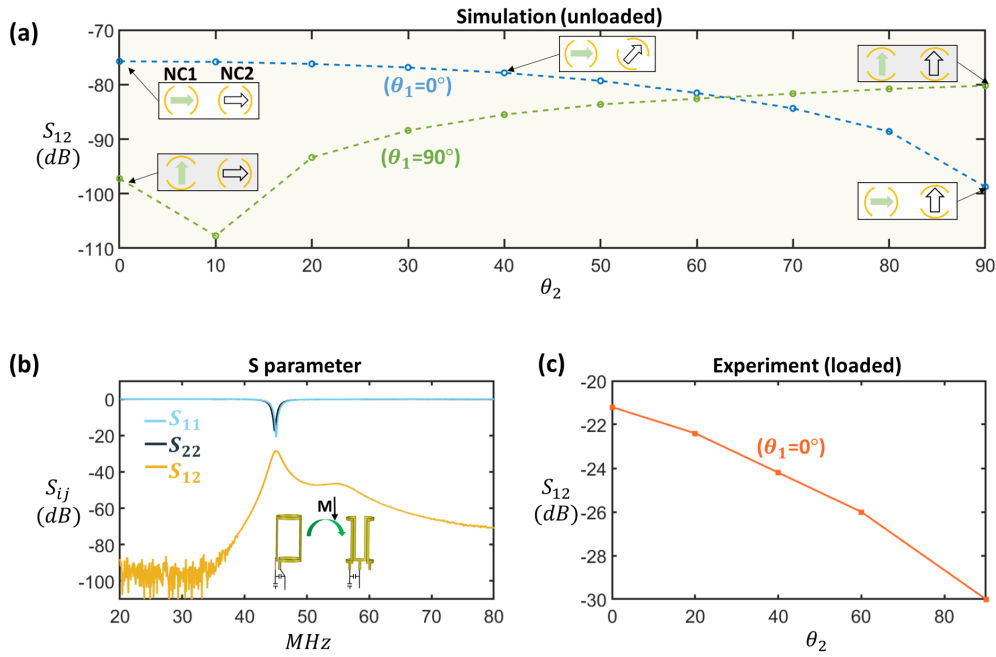 (a)
Simulation (unloaded)
-70
-80
-90
-100
-110
S₁₂
(dB)
NC1 NC2
(θ₁=0°)
(θ₁=90°)
0 10 20 30 40 50 60 70 80 90
θ₂
(b)
S parameter
0
-20
-40
-60
-80
-100
Sᵢⱼ
(dB)
S₁₁
S₂₂
S₁₂
M
20 30 40 50 60 70 80
MHz
(c)
Experiment (loaded)
-20
-22
-24
-26
-28
-30
S₁₂
(dB)
(θ₁=0°)
0 20 40 60 80
θ₂